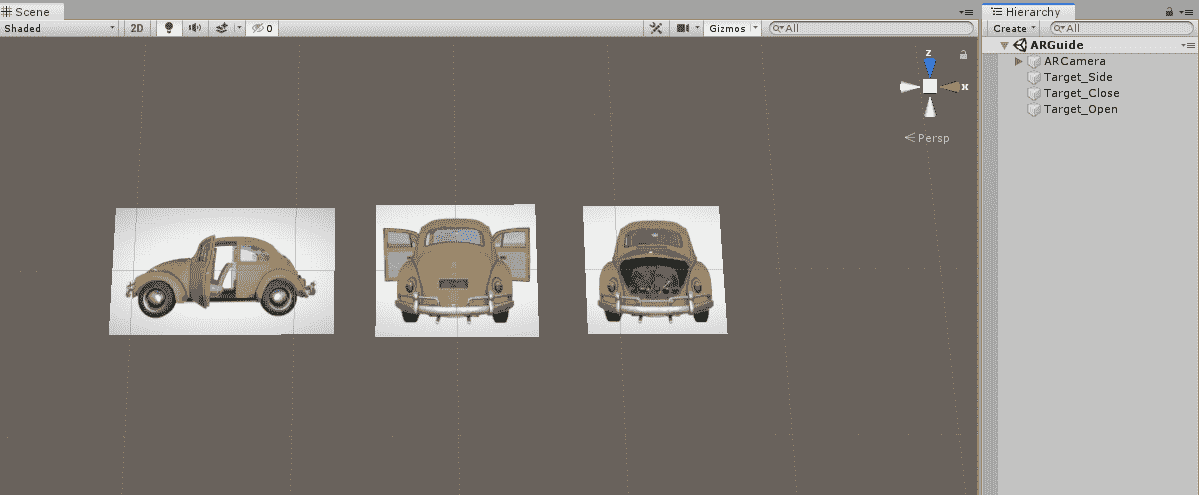 Scene
Hierarchy
Shaded
2D
0
Gizmos
All
Create
All
ARGuide
ARCamera
Target_Side
Target_Close
Target_Open
z
x
Persp